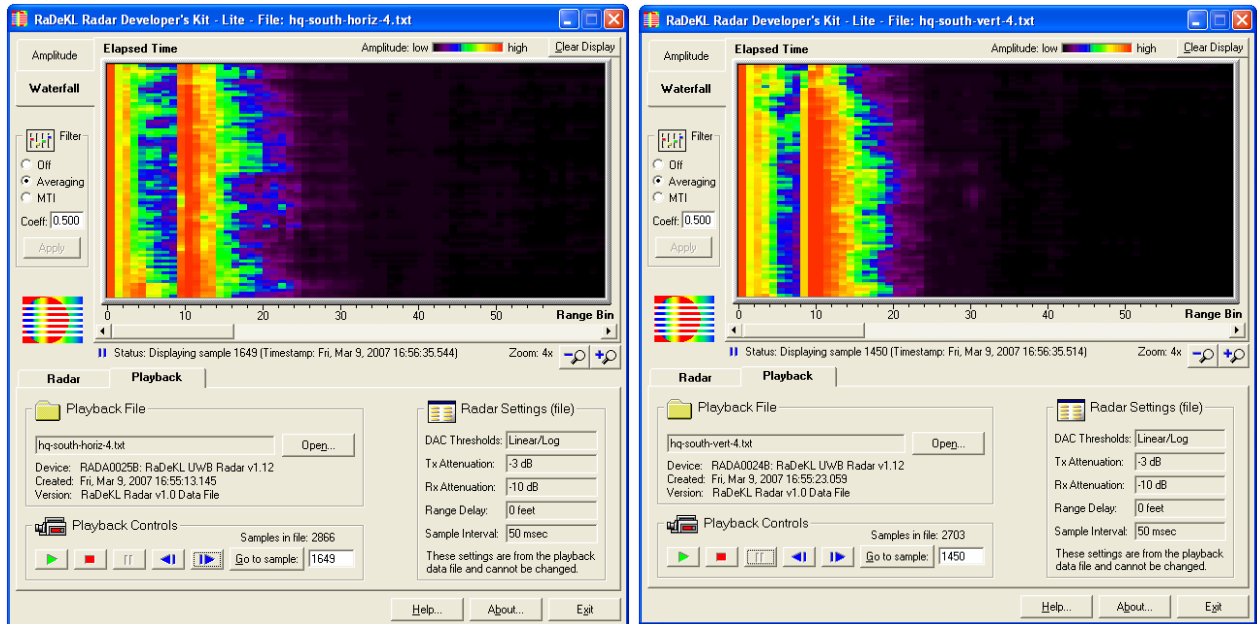 RaDeKL Radar Developer's Kit - Lite - File: hq-south-horiz-4.txt
Amplitude
Elapsed Time
Amplitude: low high
Clear Display
Waterfall
Filter
Off
Averaging
MTI
Coeff: 0.500
Apply
0 10 20 30 40 50 Range Bin
Status: Displaying sample 1649 (Timestamp: Fri, Mar 9, 2007 16:56:35.544) Zoom: 4x
Radar Playback
Playback File
hq-south-horiz-4.txt Open...
Device: RADA0025B: RaDeKL UWB Radar v1.12
Created: Fri, Mar 9, 2007 16:55:13.145
Version: RaDeKL Radar v1.0 Data File
Playback Controls
Samples in file: 2866
Go to sample: 1649
Radar Settings (file)
DAC Thresholds: Linear/Log
Tx Attenuation: -3 dB
Rx Attenuation: -10 dB
Range Delay: 0 feet
Sample Interval: 50 msec
These settings are from the playback
data file and cannot be changed.
Help... About... Exit
RaDeKL Radar Developer's Kit - Lite - File: hq-south-vert-4.txt
Amplitude
Elapsed Time
Amplitude: low high
Clear Display
Waterfall
Filter
Off
Averaging
MTI
Coeff: 0.500
Apply
0 10 20 30 40 50 Range Bin
Status: Displaying sample 1450 (Timestamp: Fri, Mar 9, 2007 16:56:35.514) Zoom: 4x
Radar Playback
Playback File
hq-south-vert-4.txt Open...
Device: RADA0024B: RaDeKL UWB Radar v1.12
Created: Fri, Mar 9, 2007 16:55:23.059
Version: RaDeKL Radar v1.0 Data File
Playback Controls
Samples in file: 2703
Go to sample: 1450
Radar Settings (file)
DAC Thresholds: Linear/Log
Tx Attenuation: -3 dB
Rx Attenuation: -10 dB
Range Delay: 0 feet
Sample Interval: 50 msec
These settings are from the playback
data file and cannot be changed.
Help... About... Exit